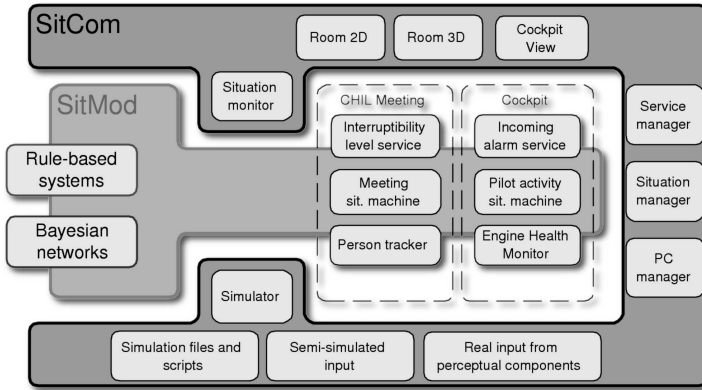 SitCom
Room 2D
Room 3D
Cockpit
View
Situation
monitor
SitMod
CHIL Meeting
Cockpit
Interruptibility
level service
Incoming
alarm service
Service
manager
Rule-based
systems
Meeting
sit. machine
Pilot activity
sit. machine
Situation
manager
Bayesian
networks
Person tracker
Engine Health
Monitor
PC
manager
Simulator
Simulation files and
scripts
Semi-simulated
input
Real input from
perceptual components